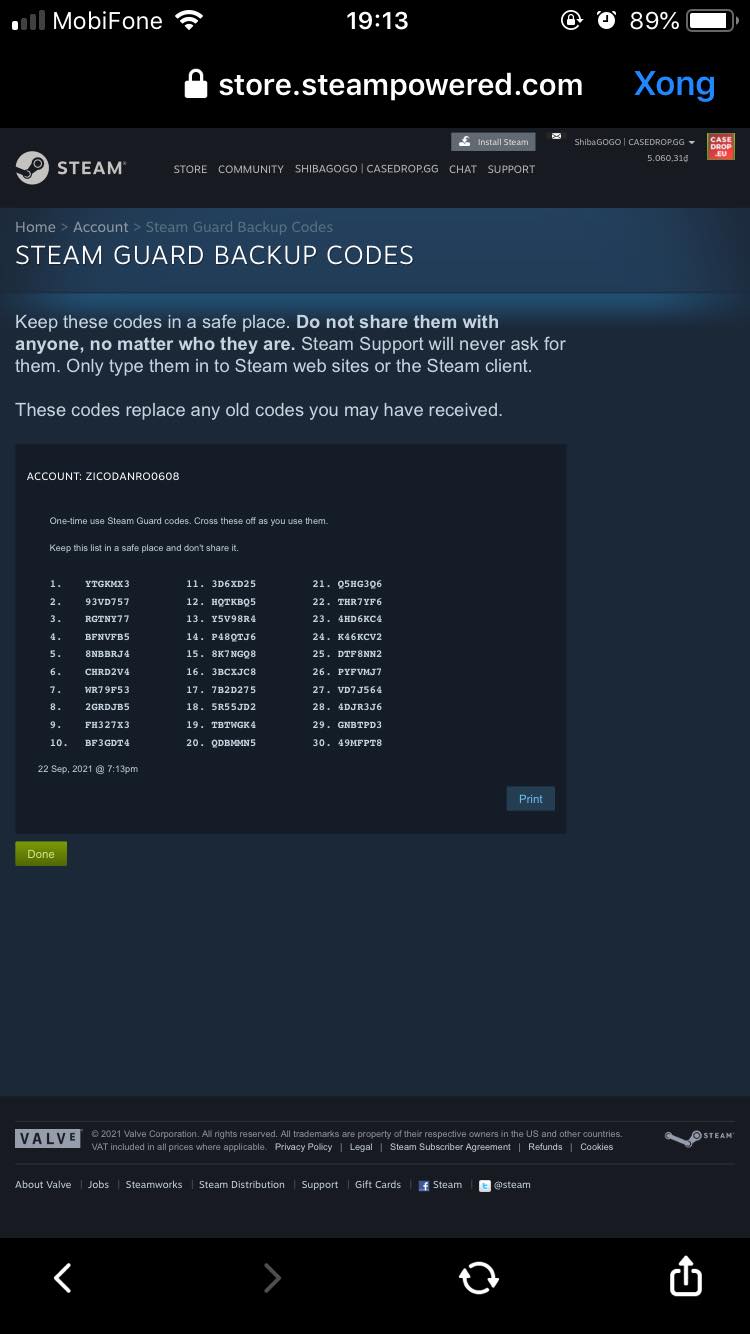 MobiFone 19:13 89%
store.steampowered.com Xong
Install Steam ShibaGOGO | CASEDROP.GG
5.060,31₫
CASE
DROP
.EU
STEAM® STORE COMMUNITY SHIBAGOGO | CASEDROP.GG CHAT SUPPORT
Home > Account > Steam Guard Backup Codes
STEAM GUARD BACKUP CODES
Keep these codes in a safe place. Do not share them with
anyone, no matter who they are. Steam Support will never ask for
them. Only type them in to Steam web sites or the Steam client.
These codes replace any old codes you may have received.
ACCOUNT: ZICODANRO0608
One-time use Steam Guard codes. Cross these off as you use them.
Keep this list in a safe place and don't share it.
1. YTGKMX3 11. 3D6XD25 21. Q5HG3Q6
2. 93VD757 12. HQTKBQ5 22. THR7YF6
3. RGTNY77 13. Y5V98R4 23. 4HD6KC4
4. BFNVFB5 14. P48QTJ6 24. K46KCV2
5. 8NBBRJ4 15. 8K7NGQ8 25. DTF8NN2
6. CHRD2V4 16. 3BCXJC8 26. PYFVMJ7
7. WR79F53 17. 7B2D275 27. VD7J564
8. 2GRDJB5 18. 5R55JD2 28. 4DJR3J6
9. FH327X3 19. TBTWGK4 29. GNBTPD3
10. BF3GDT4 20. QDBMMN5 30. 49MFPT8
22 Sep, 2021 @ 7:13pm
Print
Done
VALVE © 2021 Valve Corporation. All rights reserved. All trademarks are property of their respective owners in the US and other countries.
VAT included in all prices where applicable. Privacy Policy | Legal | Steam Subscriber Agreement | Refunds | Cookies
STEAM™
About Valve | Jobs | Steamworks | Steam Distribution | Support | Gift Cards | Steam | @steam